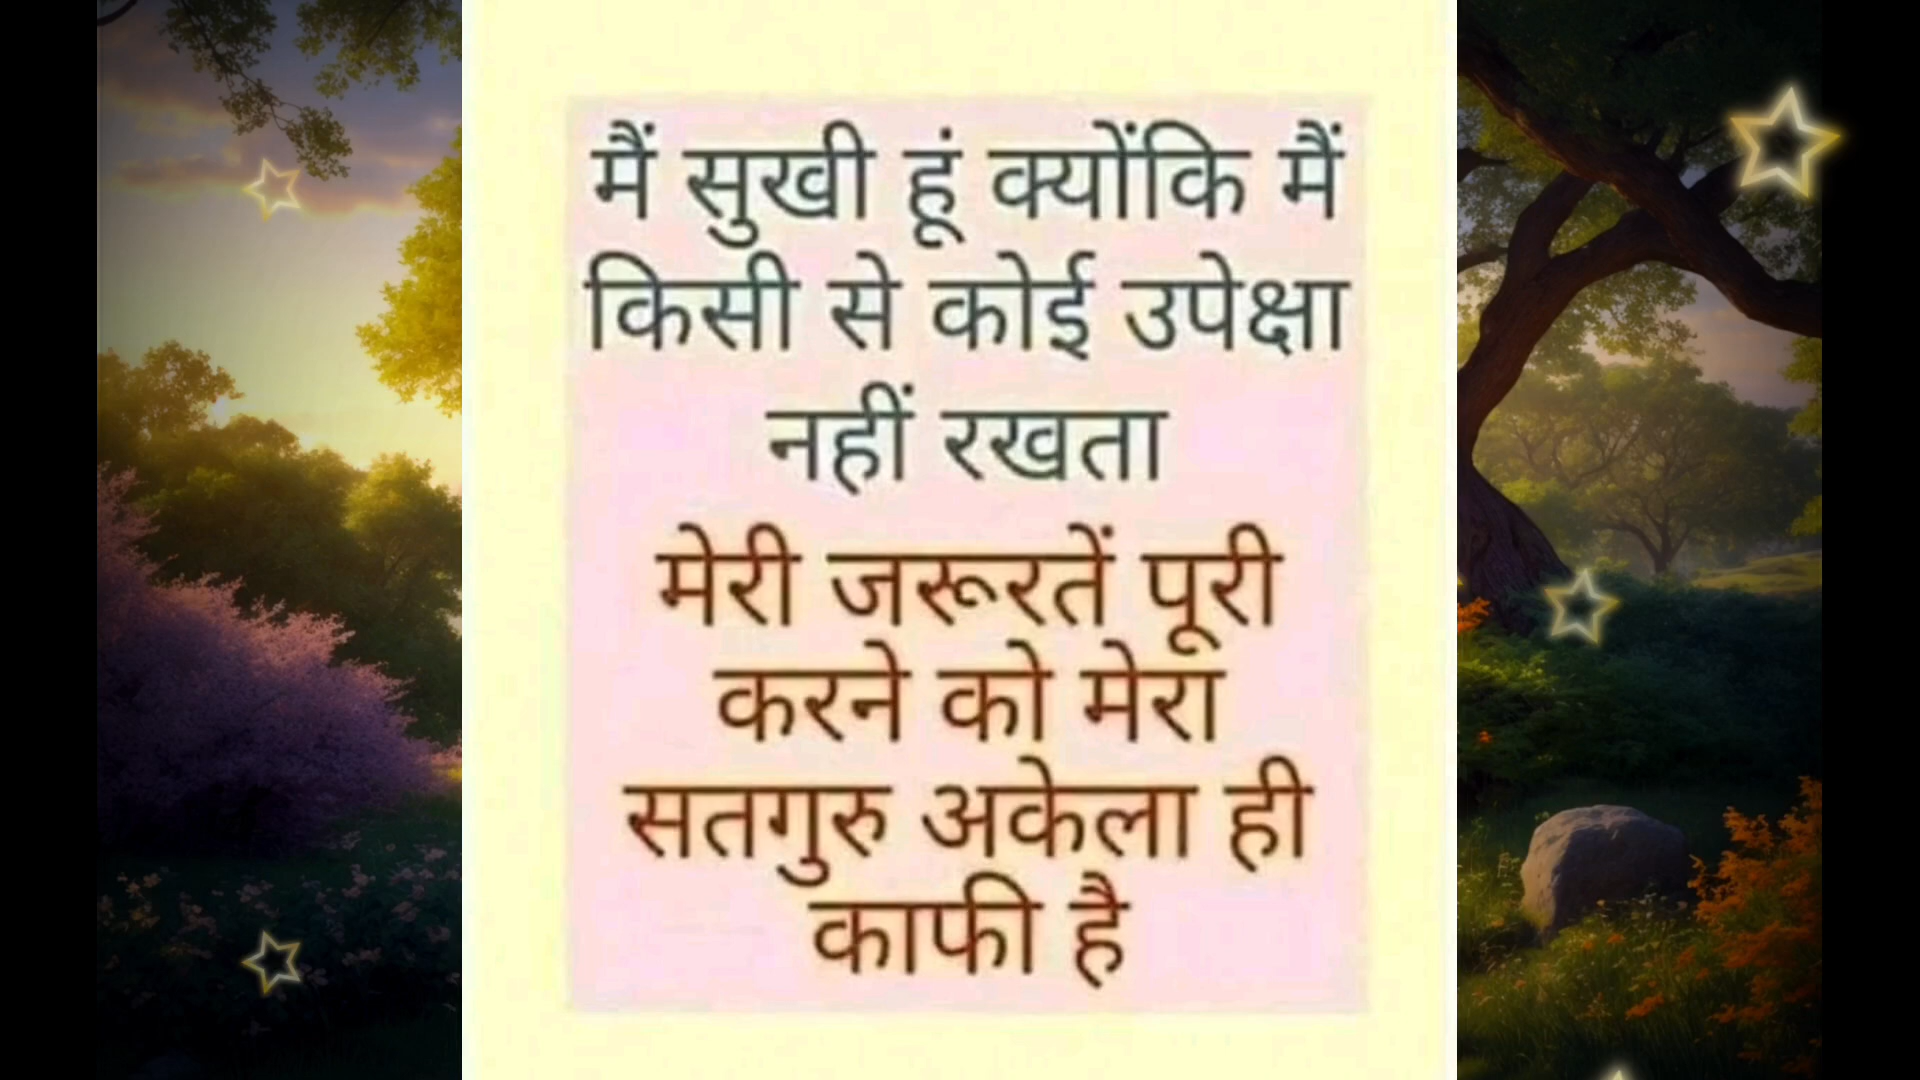 मैं सुखी हूं क्योंकि मैं
किसी से कोई उपेक्षा
नहीं रखता
मेरी जरूरतें पूरी
करने को मेरा
सतगुरु अकेला ही
काफी है